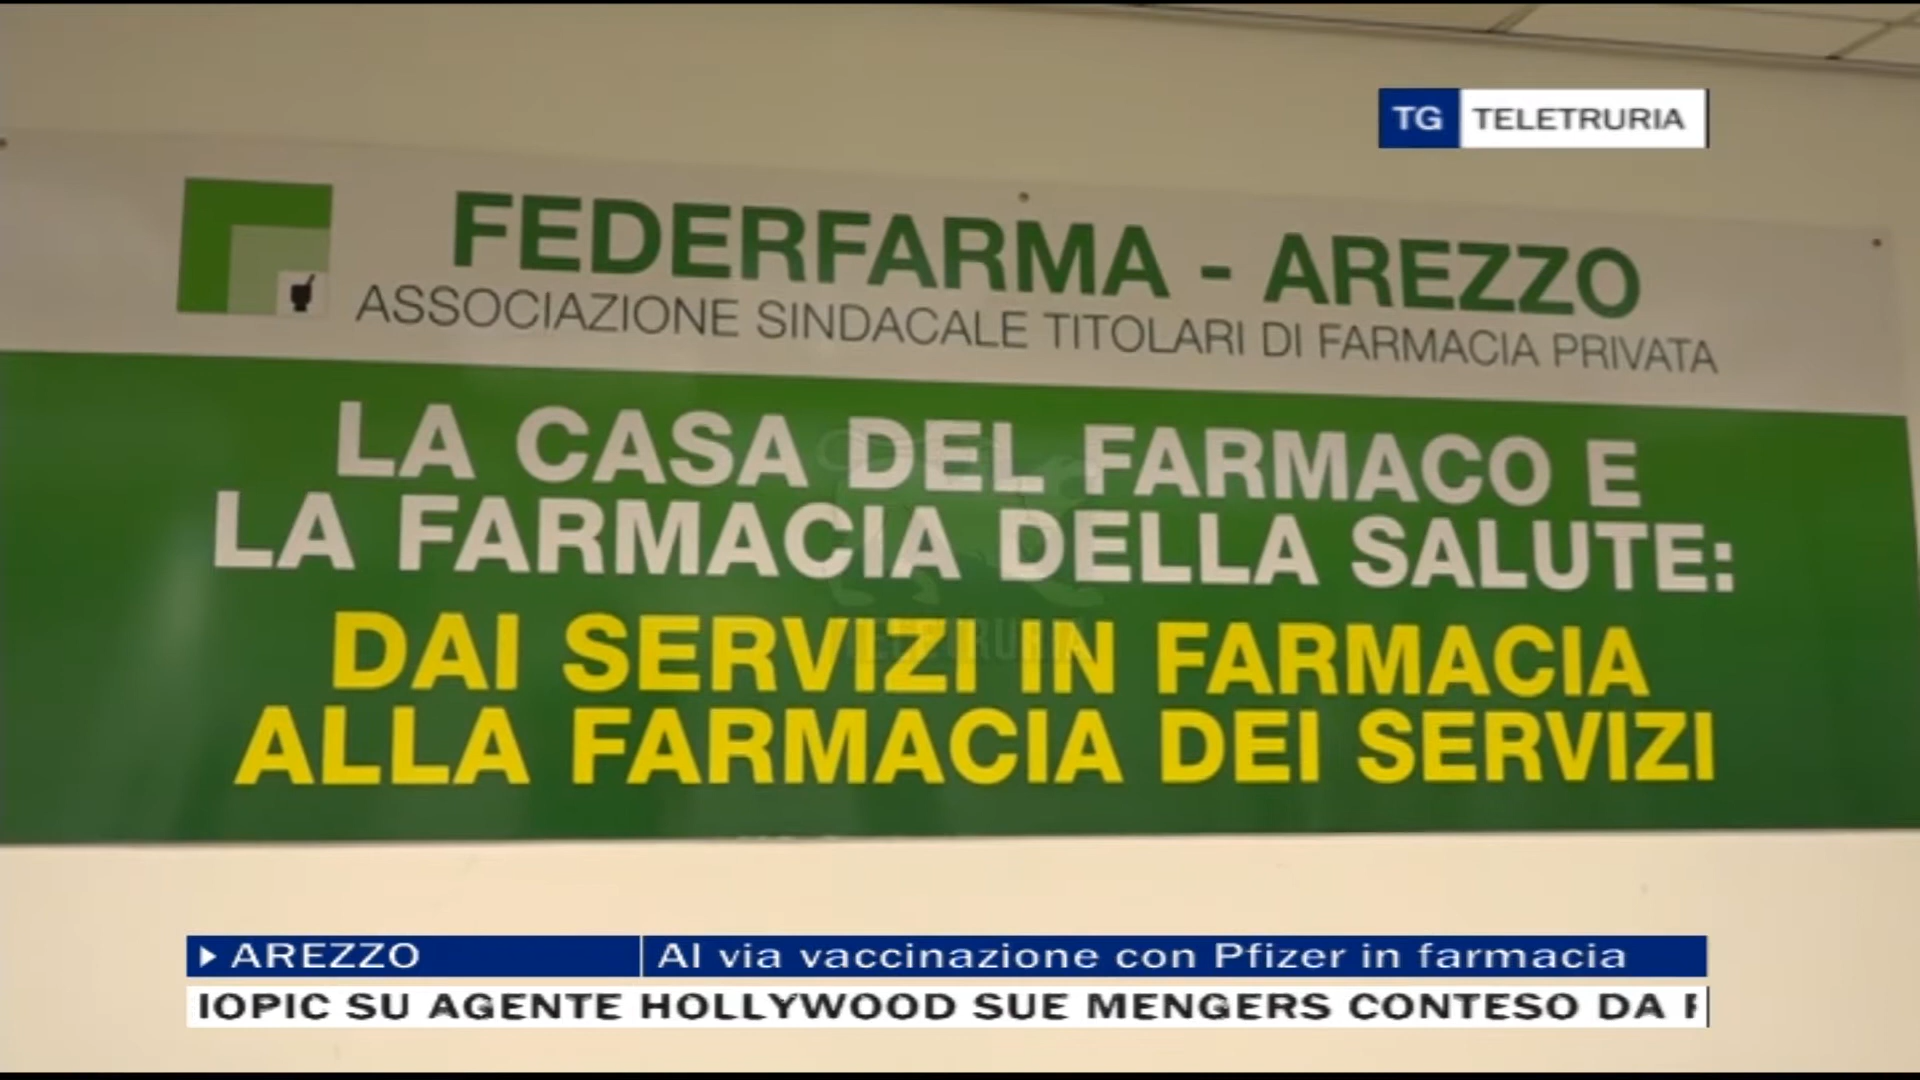 TG TELETRURIA
FEDERFARMA - AREZZO
ASSOCIAZIONE SINDACALE TITOLARI DI FARMACIA PRIVATA
LA CASA DEL FARMACO E
LA FARMACIA DELLA SALUTE:
DAI SERVIZI IN FARMACIA
ALLA FARMACIA DEI SERVIZI
TELETRURIA
AREZZO Al via vaccinazione con Pfizer in farmacia
IOPIC SU AGENTE HOLLYWOOD SUE MENGERS CONTESO DA